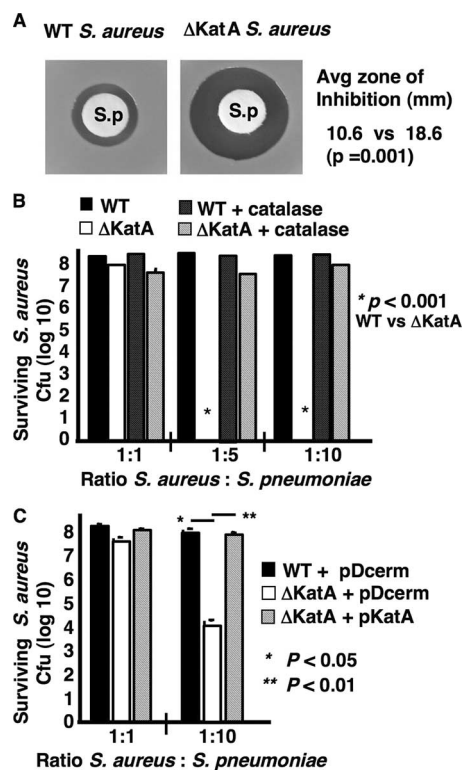 A
WT S. aureus
ΔKatA S. aureus
S.p
S.p
Avg zone of
Inhibition (mm)
10.6 vs 18.6
(p =0.001)
B
WT
WT + catalase
ΔKatA
ΔKatA + catalase
Surviving S. aureus
Cfu (log 10)
8
7
6
5
4
3
2
1
0
*
*
* p < 0.001
WT vs ΔKatA
1:1
1:5
1:10
Ratio S. aureus : S. pneumoniae
C
Surviving S. aureus
Cfu (log 10)
8
7
6
5
4
3
2
1
0
*
**
WT + pDcerm
ΔKatA + pDcerm
ΔKatA + pKatA
* P < 0.05
** P < 0.01
1:1
1:10
Ratio S. aureus : S. pneumoniae